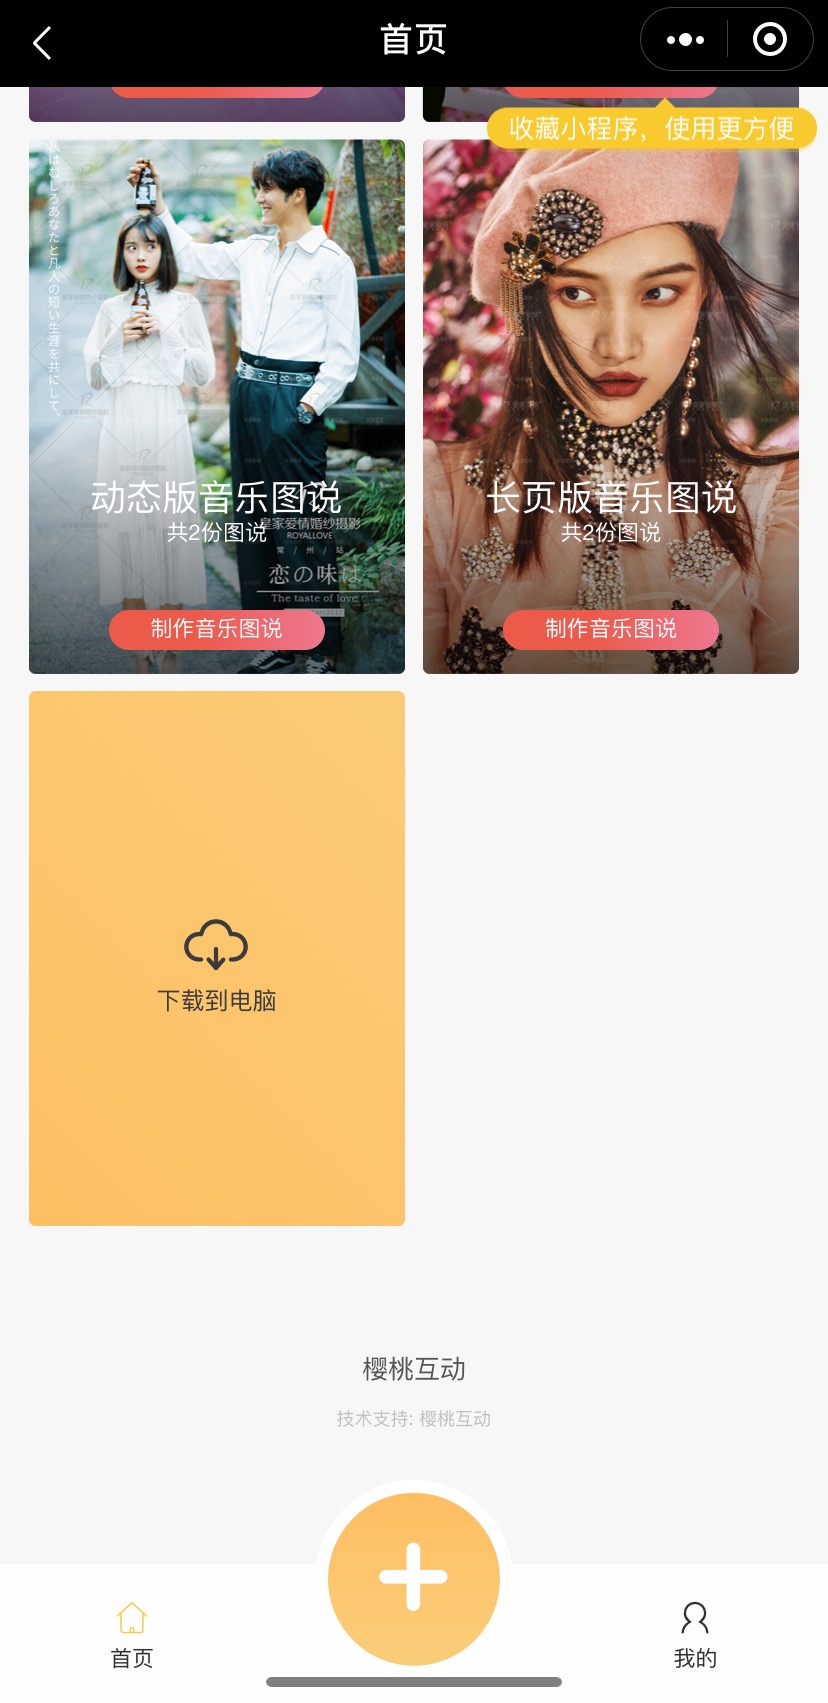 首页
收藏小程序，使用更方便
私はむしろあなたと凡人の短い生涯を共にして、
动态版音乐图说
共2份图说
皇家爱情婚纱摄影
ROYALLOVE
常 / 州 / 站
恋の味は
The taste of love
制作音乐图说
长页版音乐图说
共2份图说
制作音乐图说
下载到电脑
樱桃互动
技术支持: 樱桃互动
首页
我的